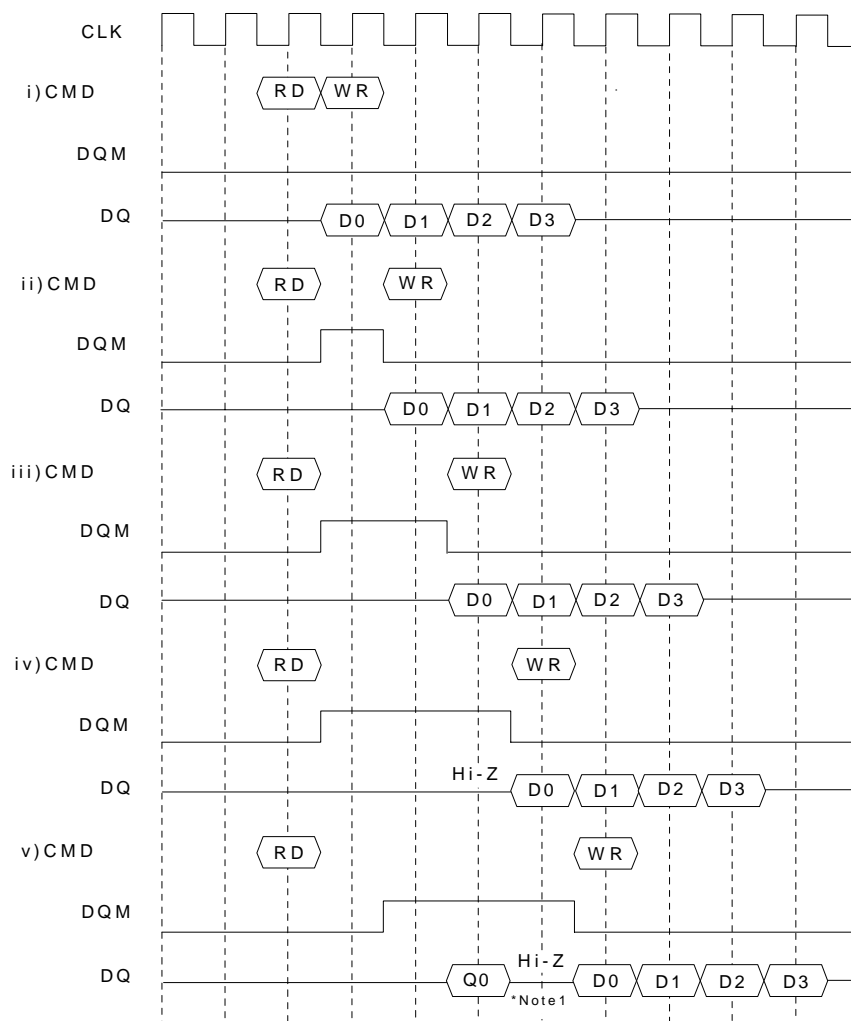 CLK
i)CMD RD WR
DQM
DQ D0 D1 D2 D3
ii)CMD RD WR
DQM
DQ D0 D1 D2 D3
iii)CMD RD WR
DQM
DQ D0 D1 D2 D3
iv)CMD RD WR
DQM
Hi-Z
DQ D0 D1 D2 D3
v)CMD RD WR
DQM
Hi-Z
DQ Q0 D0 D1 D2 D3
*Note1